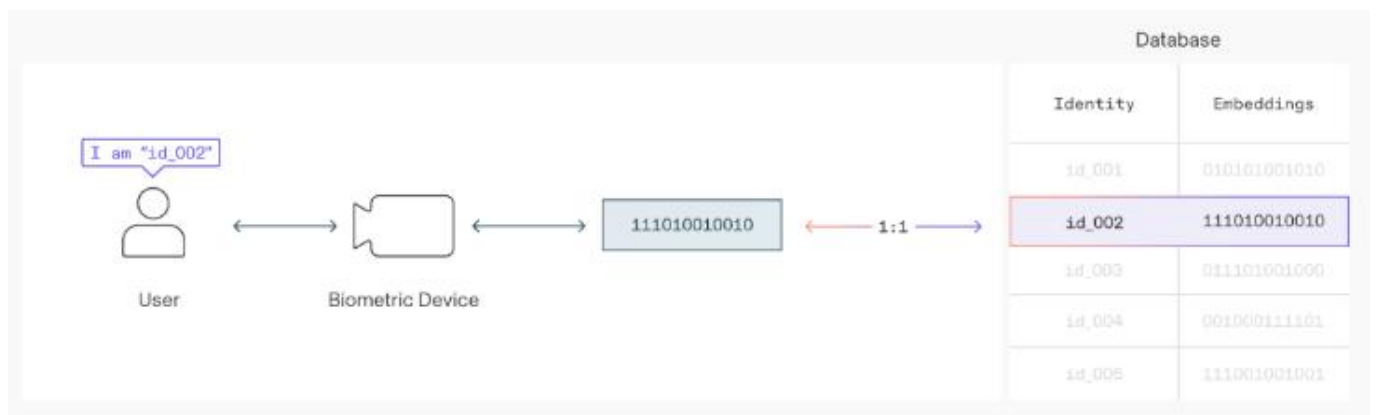 Database
Identity Embeddings
I am "id_002"
id_001 010101001010
111010010010
1:1
id_002 111010010010
id_003 011101001000
User
Biometric Device
id_004 001000111101
id_005 111001001001